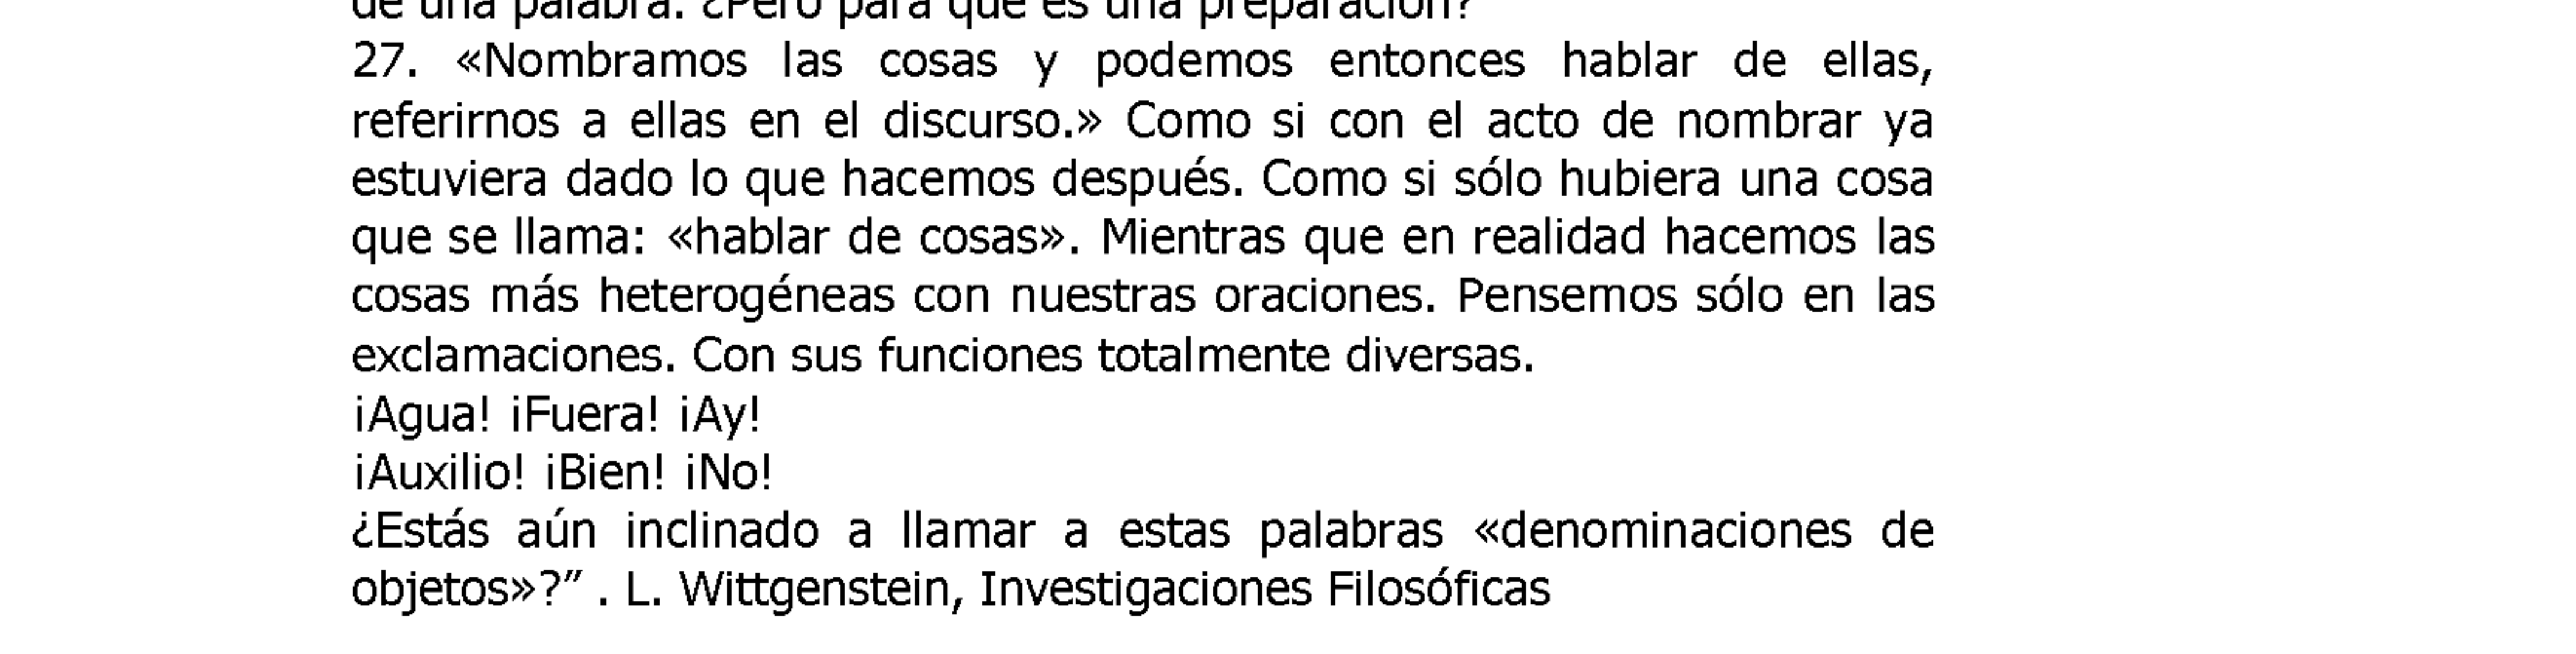 de una palabra. ¿Pero para qué es una preparación?
27. «Nombramos las cosas y podemos entonces hablar de ellas,
referirnos a ellas en el discurso.» Como si con el acto de nombrar ya
estuviera dado lo que hacemos después. Como si sólo hubiera una cosa
que se llama: «hablar de cosas». Mientras que en realidad hacemos las
cosas más heterogéneas con nuestras oraciones. Pensemos sólo en las
exclamaciones. Con sus funciones totalmente diversas.
¡Agua! ¡Fuera! ¡Ay!
¡Auxilio! ¡Bien! ¡No!
¿Estás aún inclinado a llamar a estas palabras «denominaciones de
objetos»?” . L. Wittgenstein, Investigaciones Filosóficas